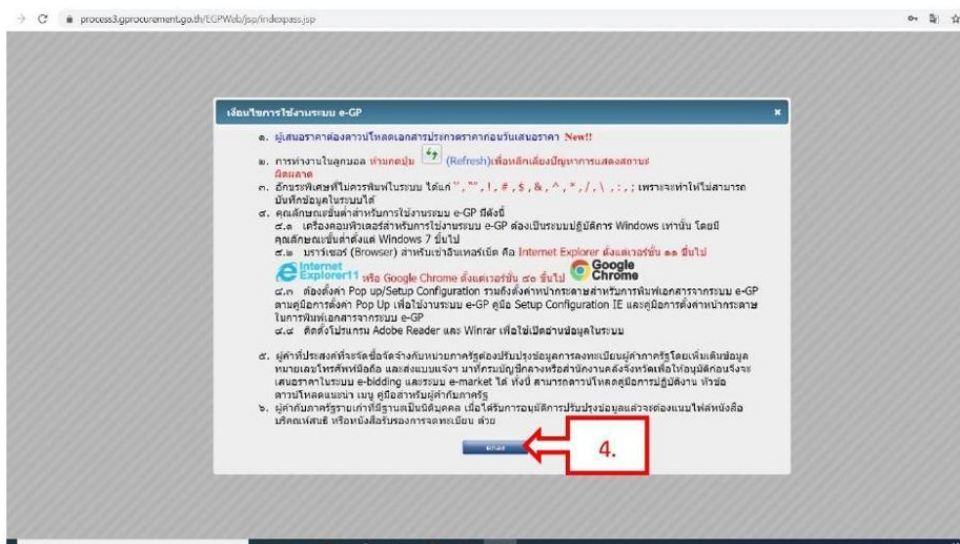 process3.gprocurement.go.th/EGPWeb/jsp/indexpass.jsp
เงื่อนไขการใช้งานระบบ e-GP
๑. ผู้เสนอราคาต้องดาวน์โหลดเอกสารประกวดราคาก่อนวันเสนอราคา New!!
๒. การทำงานในลูกบอล ห้ามกดปุ่ม (Refresh)เพื่อหลีกเลี่ยงปัญหาการแสดงสถานะ
ผิดพลาด
๓. อักขระพิเศษที่ไม่ควรพิมพ์ในระบบ ได้แก่ ", "", !, #, $, &, ^, *, /, \, :, ; เพราะจะทำให้ไม่สามารถ
บันทึกข้อมูลในระบบได้
๔. คุณลักษณะขั้นต่ำสำหรับการใช้งานระบบ e-GP มีดังนี้
๔.๑ เครื่องคอมพิวเตอร์สำหรับการใช้งานระบบ e-GP ต้องเป็นระบบปฏิบัติการ Windows เท่านั้น โดยมี
คุณลักษณะขั้นต่ำตั้งแต่ Windows 7 ขึ้นไป
๔.๒ บราว์เซอร์ (Browser) สำหรับเข้าอินเทอร์เน็ต คือ Internet Explorer ตั้งแต่เวอร์ชั่น ๑๑ ขึ้นไป
Internet Explorer11 หรือ Google Chrome ตั้งแต่เวอร์ชั่น ๔๐ ขึ้นไป Google Chrome
๔.๓ ต้องตั้งค่า Pop up/Setup Configuration รวมถึงตั้งค่าหน้ากระดาษสำหรับการพิมพ์เอกสารจากระบบ e-GP
ตามคู่มือการตั้งค่า Pop Up เพื่อใช้งานระบบ e-GP คู่มือ Setup Configuration IE และคู่มือการตั้งค่าหน้ากระดาษ
ในการพิมพ์เอกสารจากระบบ e-GP
๔.๔ ติดตั้งโปรแกรม Adobe Reader และ Winrar เพื่อใช้เปิดอ่านข้อมูลในระบบ
๕. ผู้ค้าที่ประสงค์ที่จะจัดซื้อจัดจ้างกับหน่วยภาครัฐต้องปรับปรุงข้อมูลการลงทะเบียนผู้ค้าภาครัฐโดยเพิ่มเติมข้อมูล
หมายเลขโทรศัพท์มือถือ และส่งแบบแจ้งฯ มาที่กรมบัญชีกลางหรือสำนักงานคลังจังหวัดเพื่อให้อนุมัติก่อนจึงจะ
เสนอราคาในระบบ e-bidding และระบบ e-market ได้ ทั้งนี้ สามารถดาวน์โหลดคู่มือการปฏิบัติงาน หัวข้อ
ดาวน์โหลดแนะนำ เมนู คู่มือสำหรับผู้ค้ากับภาครัฐ
๖. ผู้ค้ากับภาครัฐรายเก่าที่มีฐานะเป็นนิติบุคคล เมื่อได้รับการอนุมัติการปรับปรุงข้อมูลแล้วจะต้องแนบไฟล์หนังสือ
บริคณห์สนธิ หรือหนังสือรับรองการจดทะเบียน ด้วย
ตกลง
4.